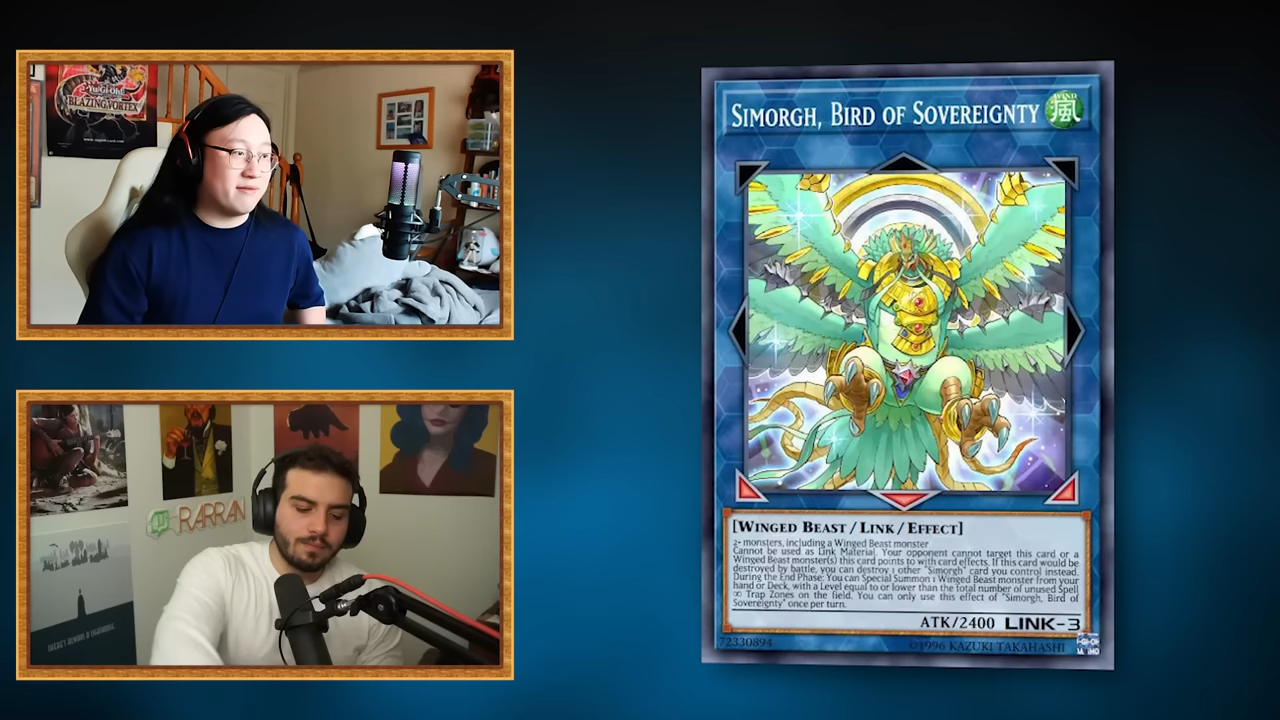 Yu-Gi-Oh!
BLAZING VORTEX
RARRAN
SIMORGH, BIRD OF SOVEREIGNTY
WIND
風
[WINGED BEAST / LINK / EFFECT]
2+ monsters, including a Winged Beast monster
Cannot be used as Link Material. Your opponent cannot target this card or a
Winged Beast monster(s) this card points to with card effects. If this card would be
destroyed by battle, you can destroy 1 other "Simorgh" card you control instead.
During the End Phase: You can Special Summon 1 Winged Beast monster from your
hand or Deck, with a Level equal to or lower than the total number of unused Spell
∞ Trap Zones on the field. You can only use this effect of "Simorgh, Bird of
Sovereignty" once per turn.
ATK/2400 LINK-3
72330894
©1996 KAZUKI TAKAHASHI